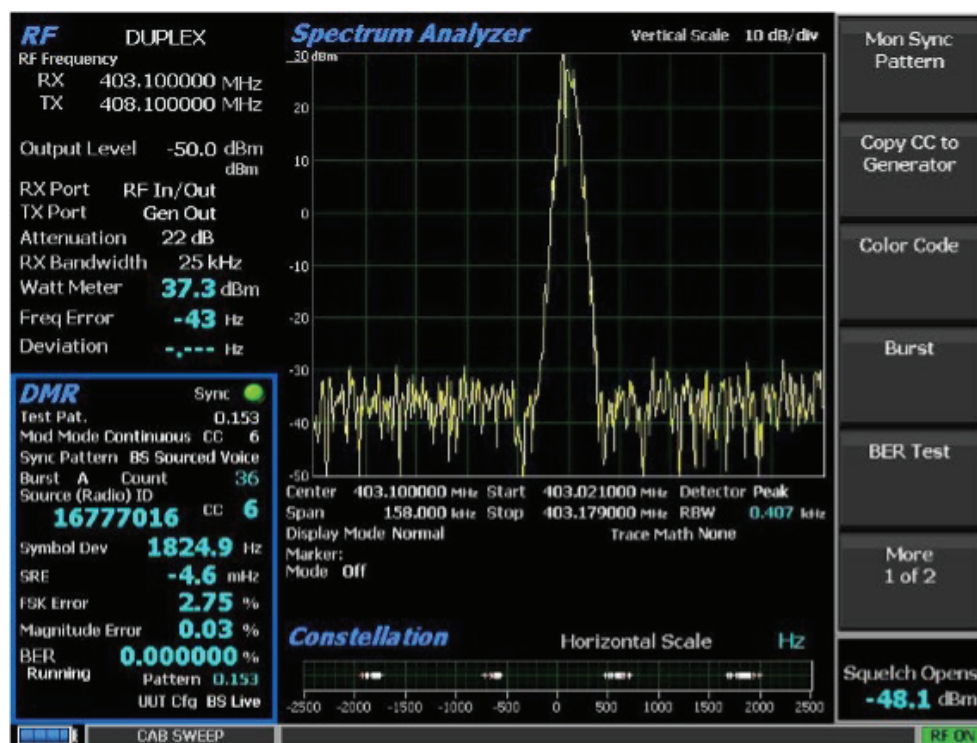 RF DUPLEX
RF Frequency
RX 403.100000 MHz
TX 408.100000 MHz
Output Level -50.0 dBm
dBm
RX Port RF In/Out
TX Port Gen Out
Attenuation 22 dB
RX Bandwidth 25 kHz
Watt Meter 37.3 dBm
Freq Error -43 Hz
Deviation -.--- Hz
DMR Sync
Test Pat. 0.153
Mod Mode Continuous CC 6
Sync Pattern BS Sourced Voice
Burst A Count 36
Source (Radio) ID
16777016 CC 6
Symbol Dev 1824.9 Hz
SRE -4.6 mHz
FSK Error 2.75 %
Magnitude Error 0.03 %
BER 0.000000 %
Running Pattern 0.153
UUT Cfg BS Live
Spectrum Analyzer Vertical Scale 10 dB/div
30 dBm
20
10
0
-10
-20
-30
-40
-50
Center 403.100000 MHz Start 403.021000 MHz Detector Peak
Span 158.000 kHz Stop 403.179000 MHz RBW 0.407 kHz
Display Mode Normal Trace Math None
Marker:
Mode Off
Constellation Horizontal Scale Hz
-2500 -2000 -1500 -1000 -500 0 500 1000 1500 2000 2500
Mon Sync
Pattern
Copy CC to
Generator
Color Code
Burst
BER Test
More
1 of 2
Squelch Opens
-48.1 dBm
CAB SWEEP
RF ON